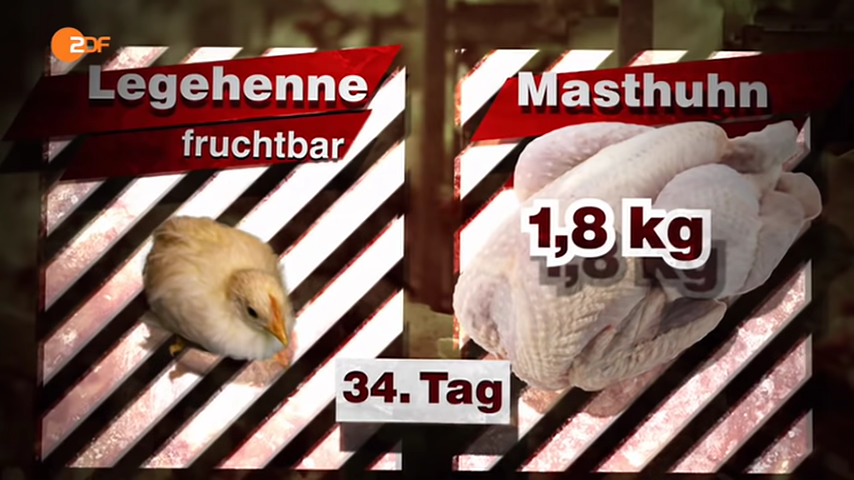 ZDF
Legehenne
fruchtbar
Masthuhn
1,8 kg
34. Tag